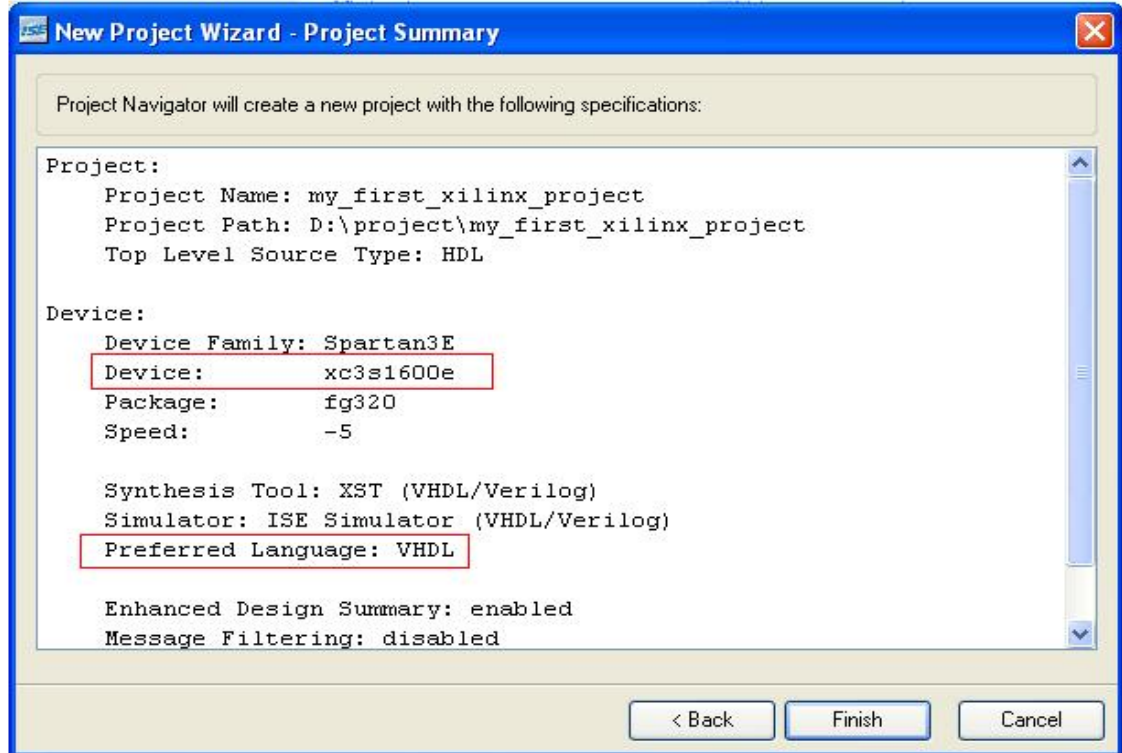 ISE New Project Wizard - Project Summary
Project Navigator will create a new project with the following specifications:
Project:
Project Name: my_first_xilinx_project
Project Path: D:\project\my_first_xilinx_project
Top Level Source Type: HDL
Device:
Device Family: Spartan3E
Device: xc3s1600e
Package: fg320
Speed: -5
Synthesis Tool: XST (VHDL/Verilog)
Simulator: ISE Simulator (VHDL/Verilog)
Preferred Language: VHDL
Enhanced Design Summary: enabled
Message Filtering: disabled
< Back Finish Cancel